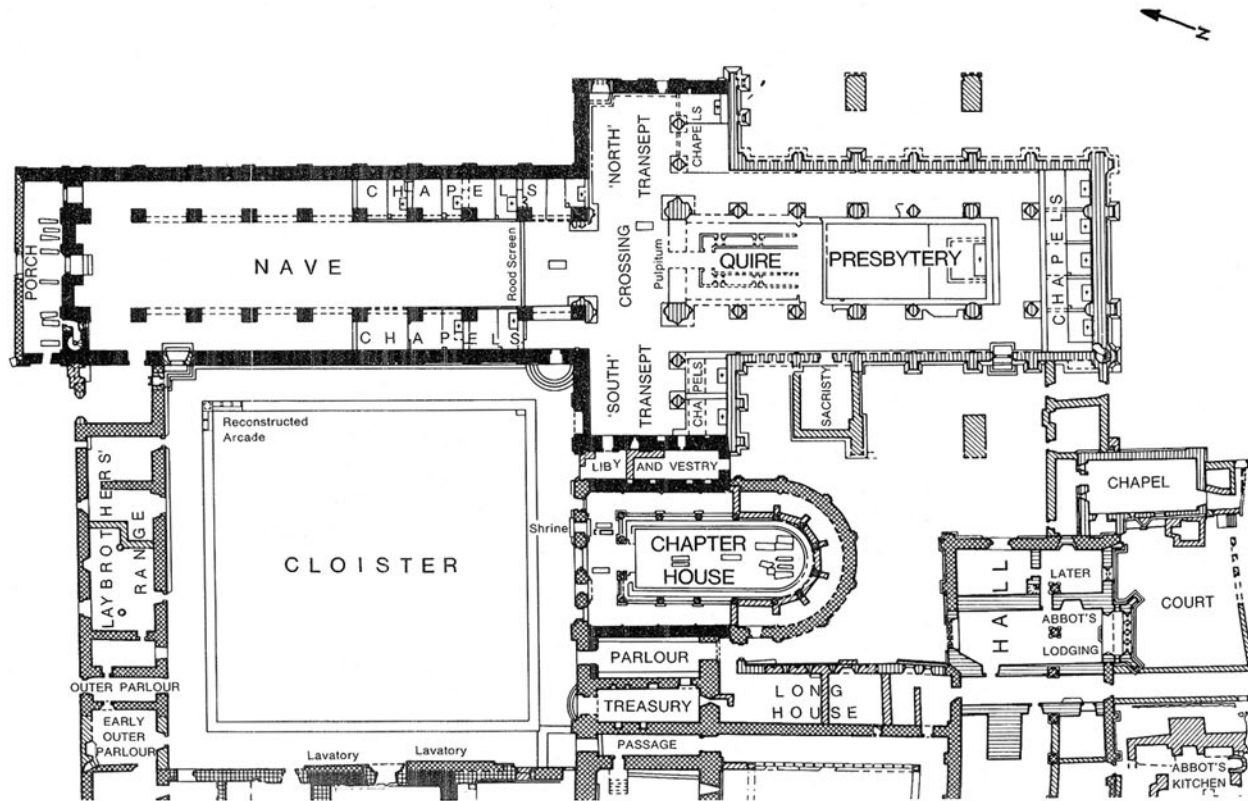 N
'NORTH'
TRANSEPT
CHAPELS
CHAPELS
PORCH
NAVE
Rood Screen
CROSSING
Pulpitum
QUIRE
PRESBYTERY
CHAPELS
CHAPELS
'SOUTH'
TRANSEPT
CHAPELS
SACRISTY
Reconstructed
Arcade
LIBY AND VESTRY
CHAPEL
LAY BROTHERS'
RANGE
CLOISTER
Shrine
CHAPTER
HOUSE
HALL
LATER
ABBOT'S
LODGING
COURT
PARLOUR
OUTER PARLOUR
TREASURY
LONG
HOUSE
EARLY
OUTER
PARLOUR
PASSAGE
Lavatory
Lavatory
ABBOT'S
KITCHEN